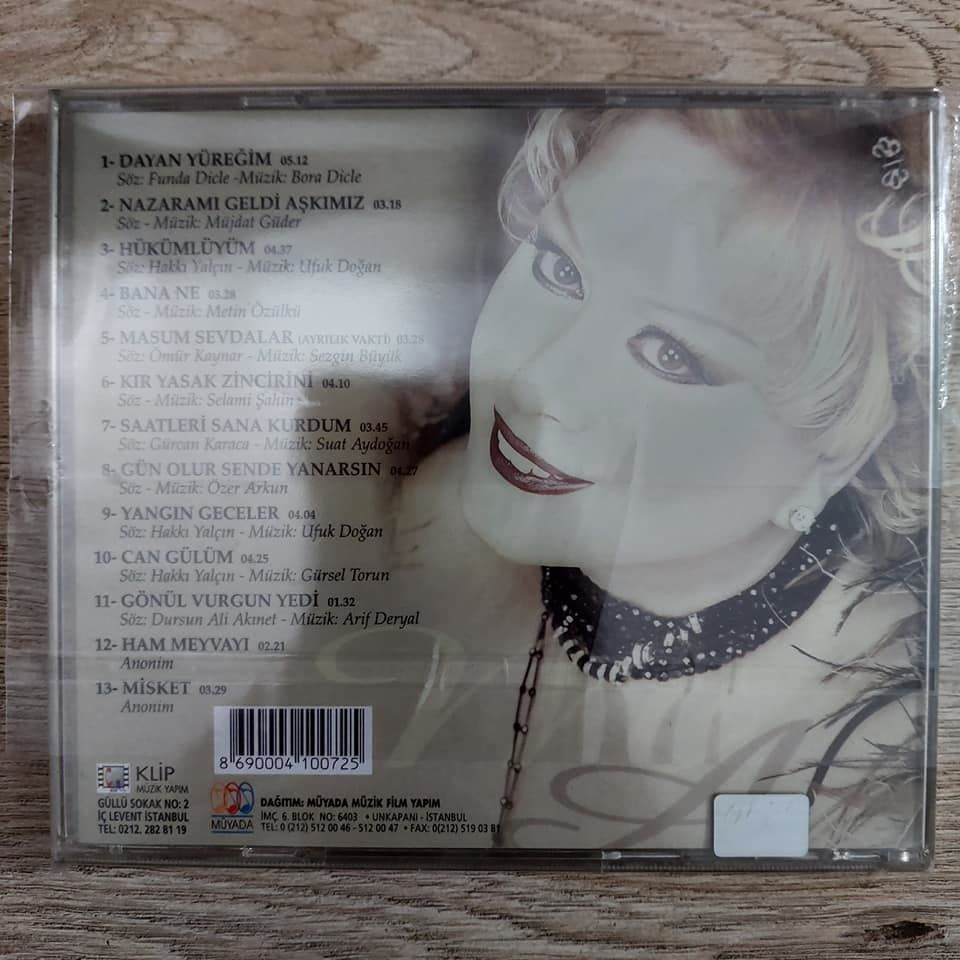 1- DAYAN YÜREĞİM 05.12
Söz: Funda Dicle -Müzik: Bora Dicle
2- NAZARAMI GELDİ AŞKIMIZ 03.18
Söz - Müzik: Müjdat Güder
3- HÜKÜMLÜYÜM 04.37
Söz: Hakkı Yalçın - Müzik: Ufuk Doğan
4- BANA NE 03.28
Söz - Müzik: Metin Özülkü
5- MASUM SEVDALAR (AYRILIK VAKTİ) 03.28
Söz: Ömür Kaynar - Müzik: Sezgin Büyük
6- KIR YASAK ZİNCİRİNİ 04.10
Söz - Müzik: Selami Şahin
7- SAATLERİ SANA KURDUM 03.45
Söz: Gürcan Karaca - Müzik: Suat Aydoğan
8- GÜN OLUR SENDE YANARSIN 04.27
Söz - Müzik: Özer Arkun
9- YANGIN GECELER 04.04
Söz: Hakkı Yalçın - Müzik: Ufuk Doğan
10- CAN GÜLÜM 04.25
Söz: Hakkı Yalçın - Müzik: Gürsel Torun
11- GÖNÜL VURGUN YEDİ 01.32
Söz: Dursun Ali Akınet - Müzik: Arif Deryal
12- HAM MEYVAYI 02.21
Anonim
13- MİSKET 03.29
Anonim
8 690004 100725
KLİP
MÜZİK YAPIM
GÜLLÜ SOKAK NO: 2
İÇ LEVENT İSTANBUL
TEL: 0212. 282 81 19
MÜYADA
DAĞITIM: MÜYADA MÜZİK FİLM YAPIM
İMÇ. 6. BLOK NO: 6403 • UNKAPANI - İSTANBUL
TEL: 0 (212) 512 00 46 - 512 00 47 • FAX: 0(212) 519 03 81